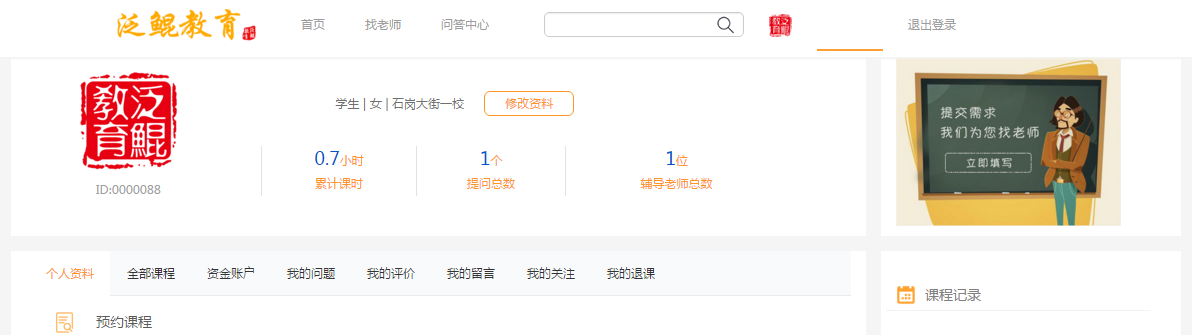 泛鲲教育
首页 找老师 问答中心 退出登录
泛鲲教育
学生 | 女 | 石岗大街一校 修改资料
0.7小时 1个 1位
累计课时 提问总数 辅导老师总数
ID:0000088
提交需求
我们为您找老师
立即填写
个人资料 全部课程 资金账户 我的问题 我的评价 我的留言 我的关注 我的退课
课程记录
预约课程